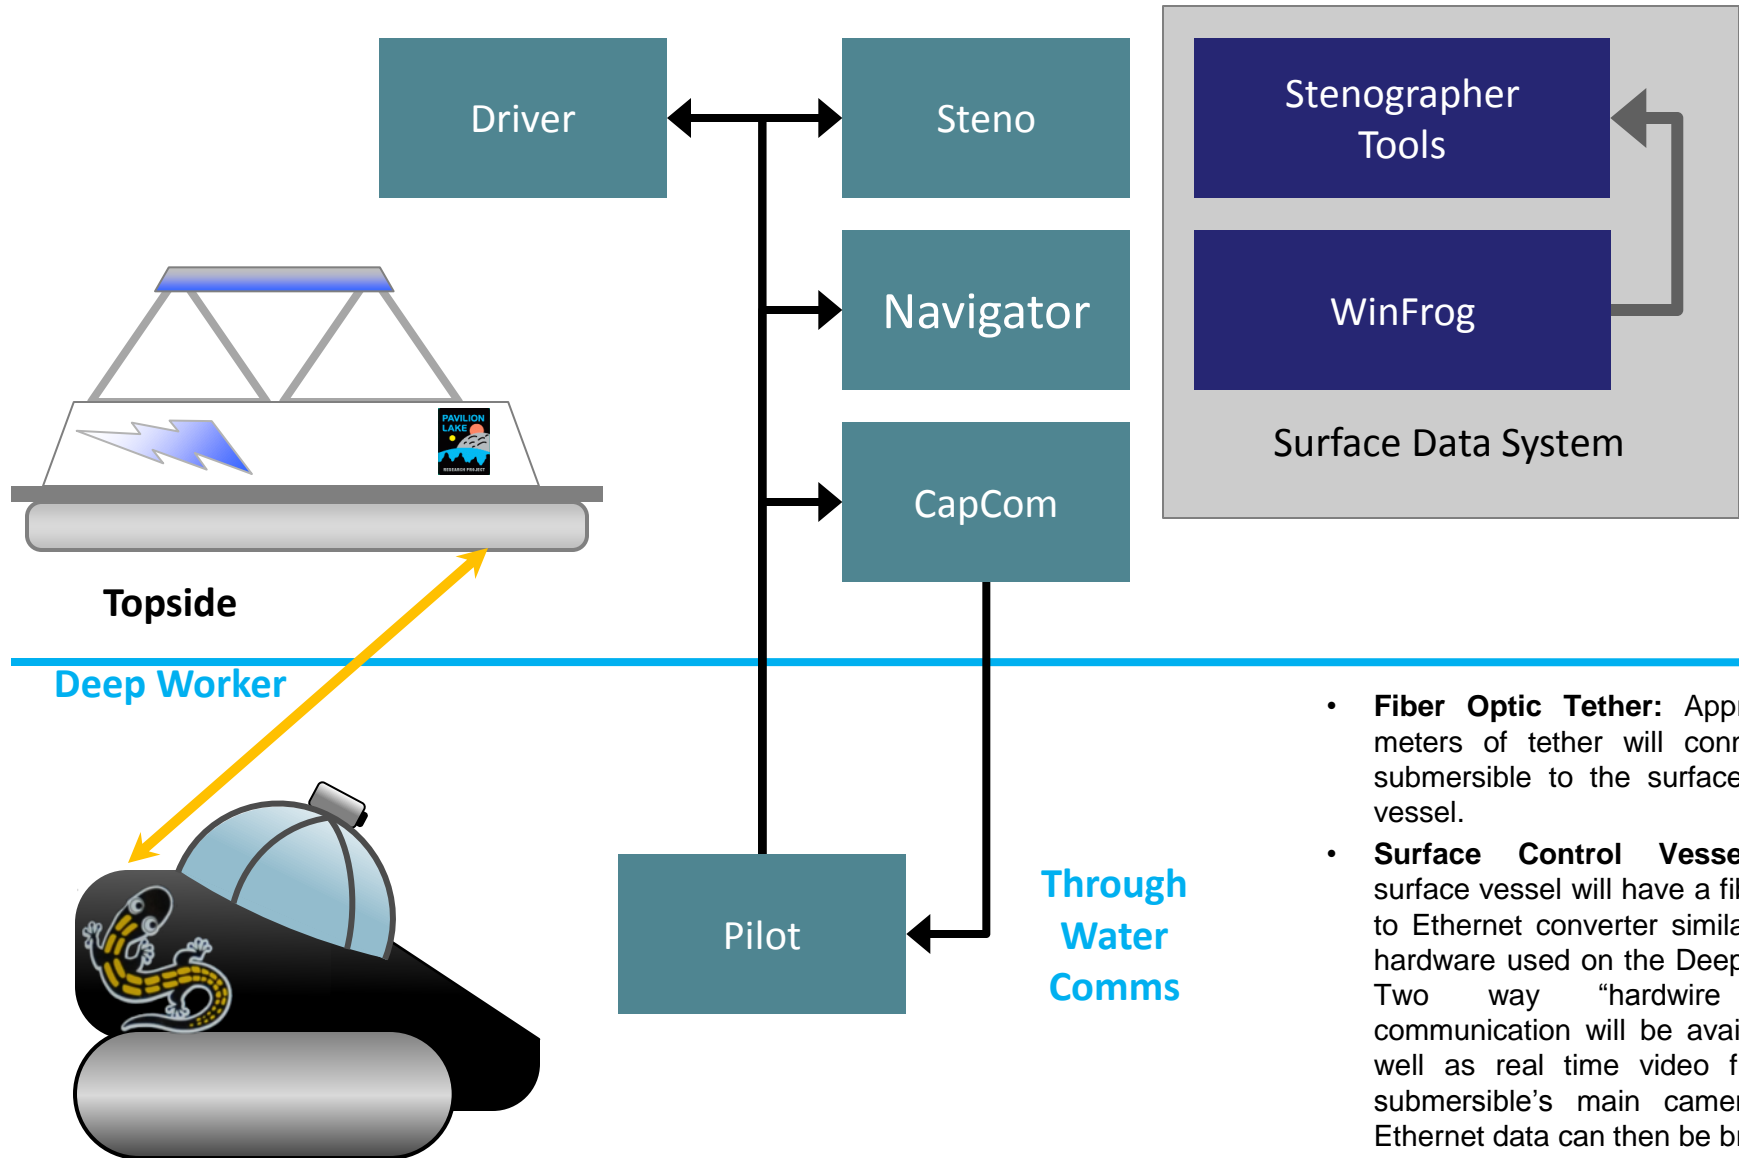 Driver
Steno
Stenographer
Tools
Navigator
WinFrog
CapCom
Surface Data System
PAVILION
LAKE
RESEARCH PROJECT
Topside
Deep Worker
Pilot
Through
Water
Comms
• Fiber Optic Tether:
meters of tether will
submersible to the surface
vessel.
• Surface Control
surface vessel will have a
to Ethernet converter
hardware used on the
Two way “hardwire
communication will be
well as real time video
submersible’s main
Ethernet data can then be